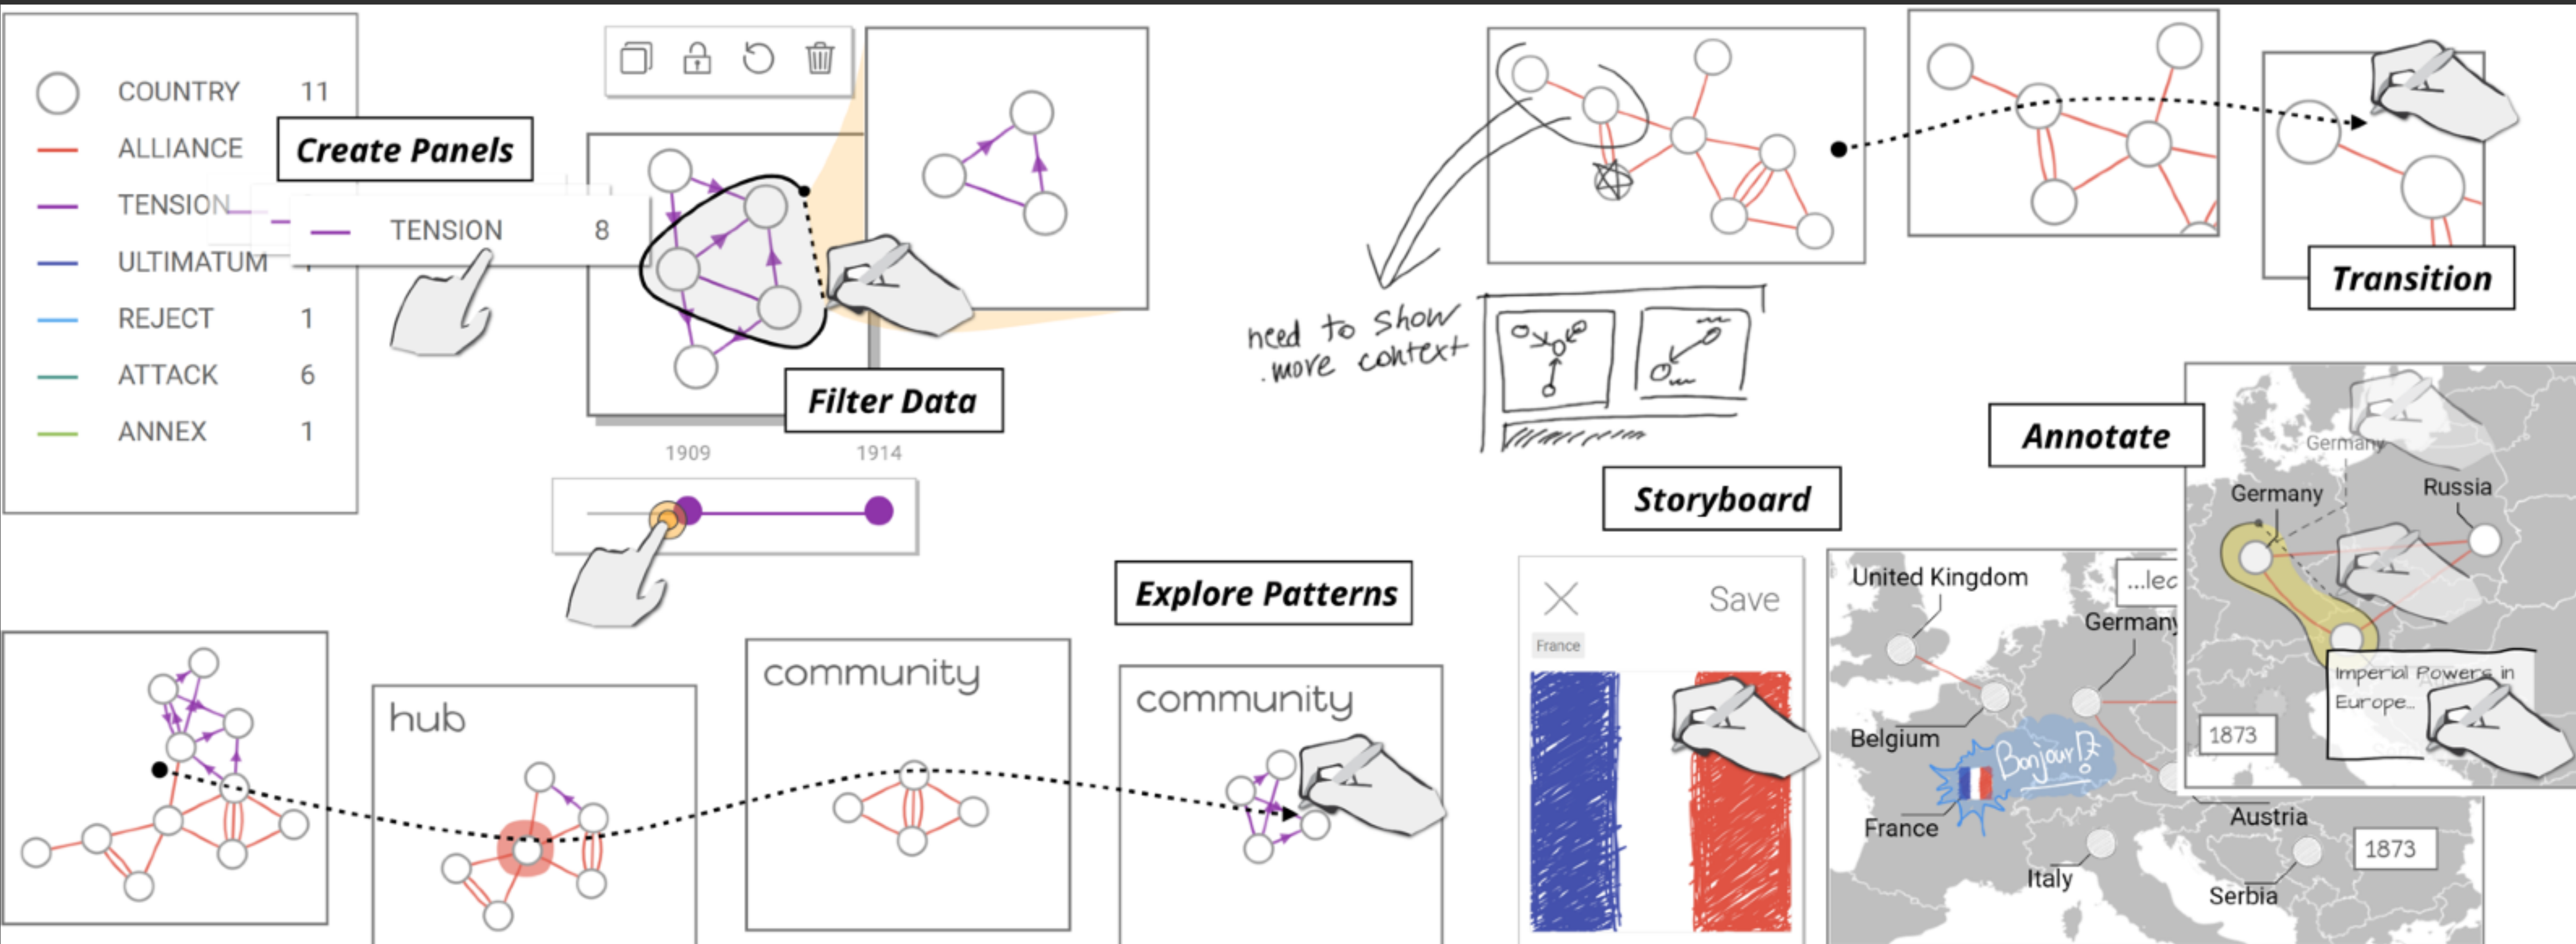 COUNTRY 11
ALLIANCE
TENSION
ULTIMATUM
REJECT 1
ATTACK 6
ANNEX 1
Create Panels
TENSION 8
Filter Data
1909 1914
need to show
more context
Transition
Storyboard
Annotate
Explore Patterns
hub
community
community
Save
France
United Kingdom
...lea
Germany
Belgium
Bonjour!
France
Italy
Austria
Serbia
1873
Germany
Germany
Russia
Imperial Powers in
Europe...
1873